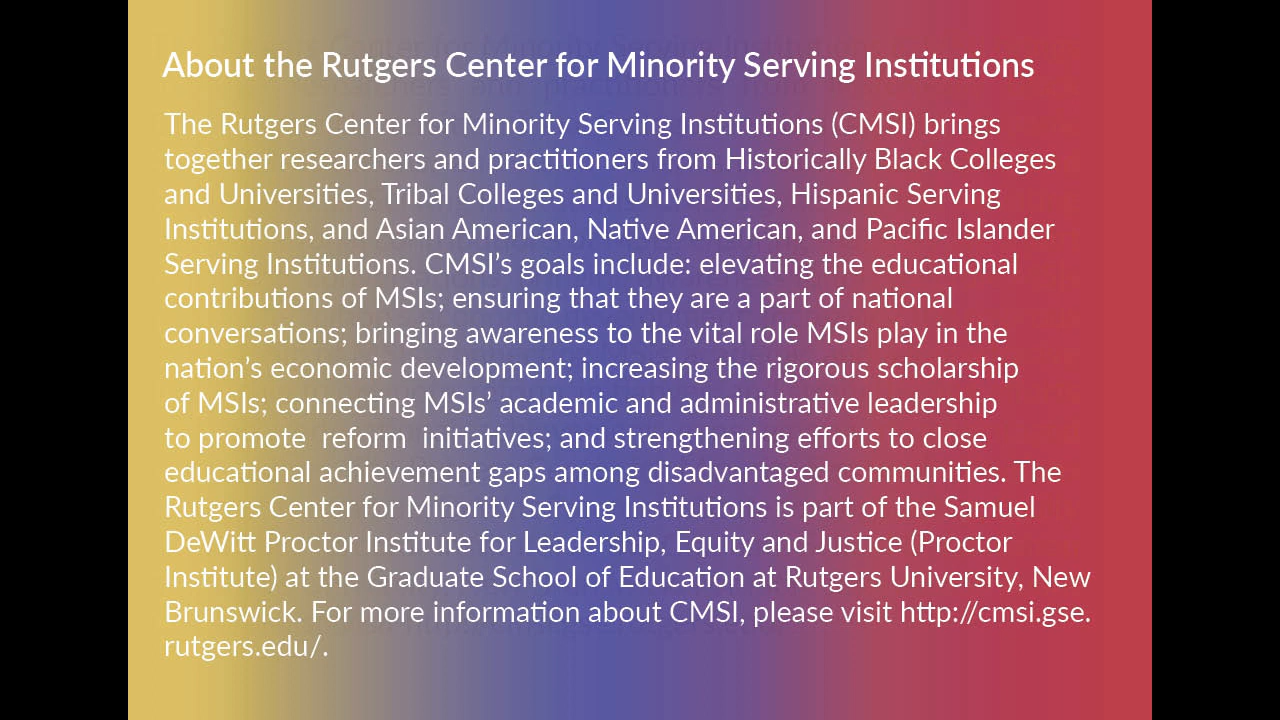 About the Rutgers Center for Minority Serving Institutions
The Rutgers Center for Minority Serving Institutions (CMSI) brings
together researchers and practitioners from Historically Black Colleges
and Universities, Tribal Colleges and Universities, Hispanic Serving
Institutions, and Asian American, Native American, and Pacific Islander
Serving Institutions. CMSI’s goals include: elevating the educational
contributions of MSIs; ensuring that they are a part of national
conversations; bringing awareness to the vital role MSIs play in the
nation’s economic development; increasing the rigorous scholarship
of MSIs; connecting MSIs’ academic and administrative leadership
to promote  reform  initiatives; and strengthening efforts to close
educational achievement gaps among disadvantaged communities. The
Rutgers Center for Minority Serving Institutions is part of the Samuel
DeWitt Proctor Institute for Leadership, Equity and Justice (Proctor
Institute) at the Graduate School of Education at Rutgers University, New
Brunswick. For more information about CMSI, please visit http://cmsi.gse.
rutgers.edu/.